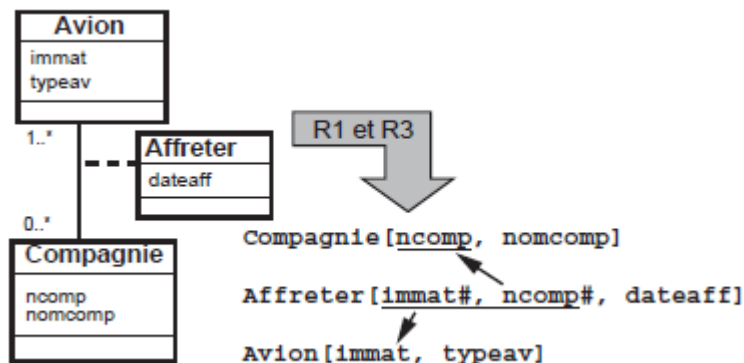 Avion
immat
typeav
1..*
Affreter
dateaff
0..*
Compagnie
ncomp
nomcomp
R1 et R3
Compagnie[ncomp, nomcomp]
Affreter[immat#, ncomp#, dateaff]
Avion[immat, typeav]